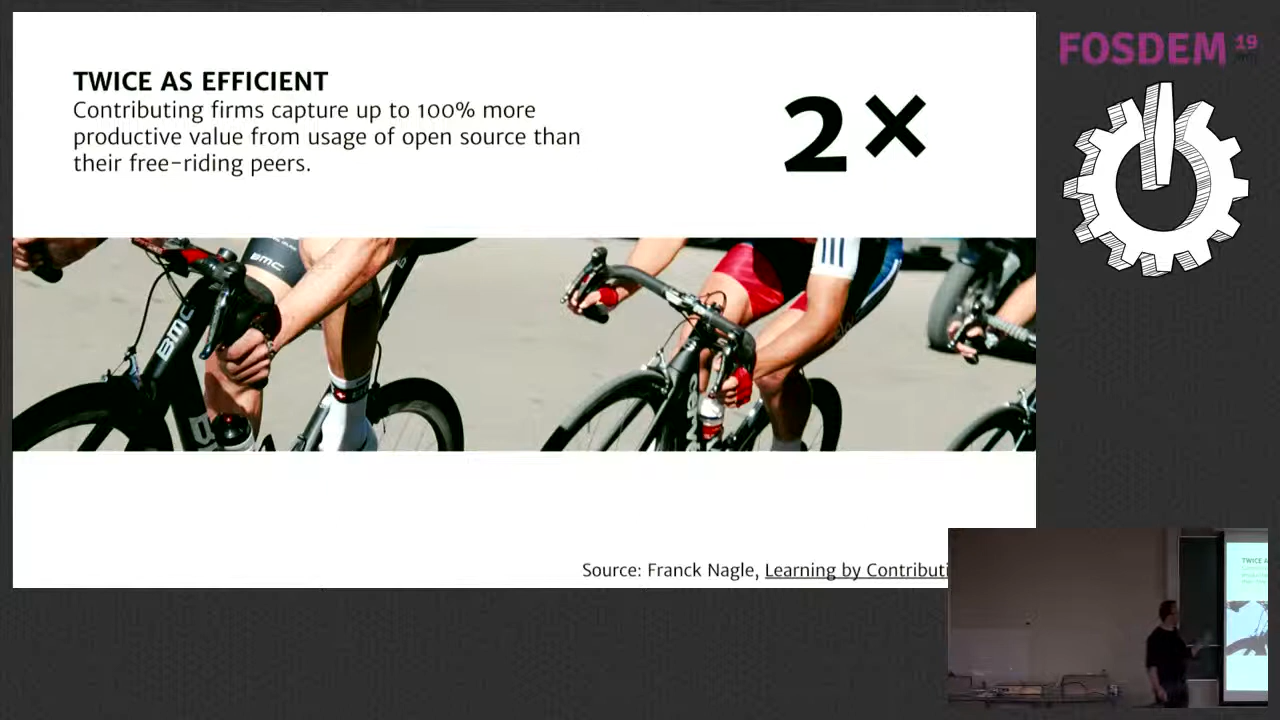 TWICE AS EFFICIENT
Contributing firms capture up to 100% more
productive value from usage of open source than
their free-riding peers.
2×
BMC
BMC
Source: Franck Nagle, Learning by Contributi
FOSDEM 19